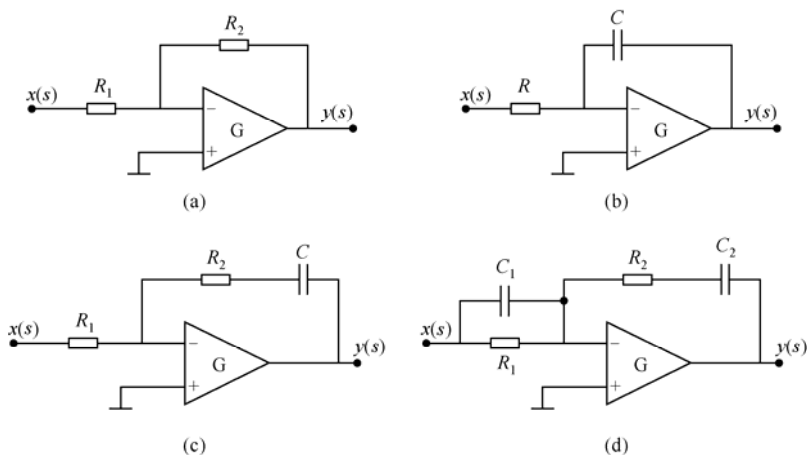 R₂
C
R₁
R
x(s)
−
G
+
y(s)
x(s)
−
G
+
y(s)
(a)
(b)
R₂
C
C₁
R₂
C₂
x(s)
R₁
−
G
+
y(s)
x(s)
R₁
−
G
+
y(s)
(c)
(d)